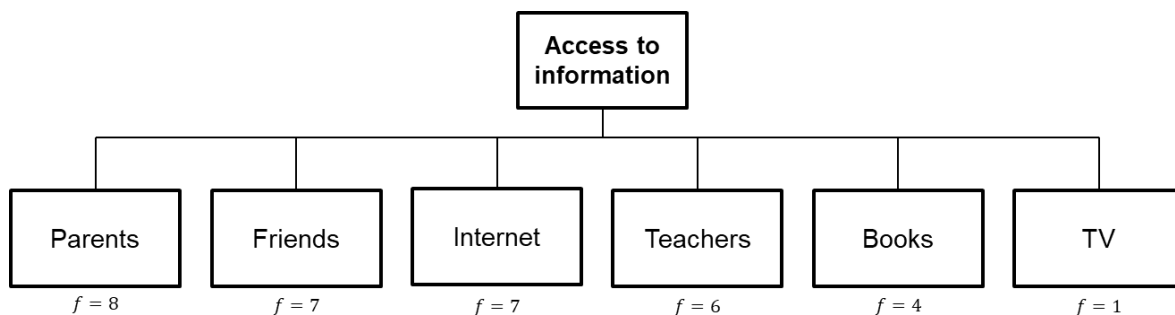 Access to
information
Parents
Friends
Internet
Teachers
Books
TV
f = 8
f = 7
f = 7
f = 6
f = 4
f = 1